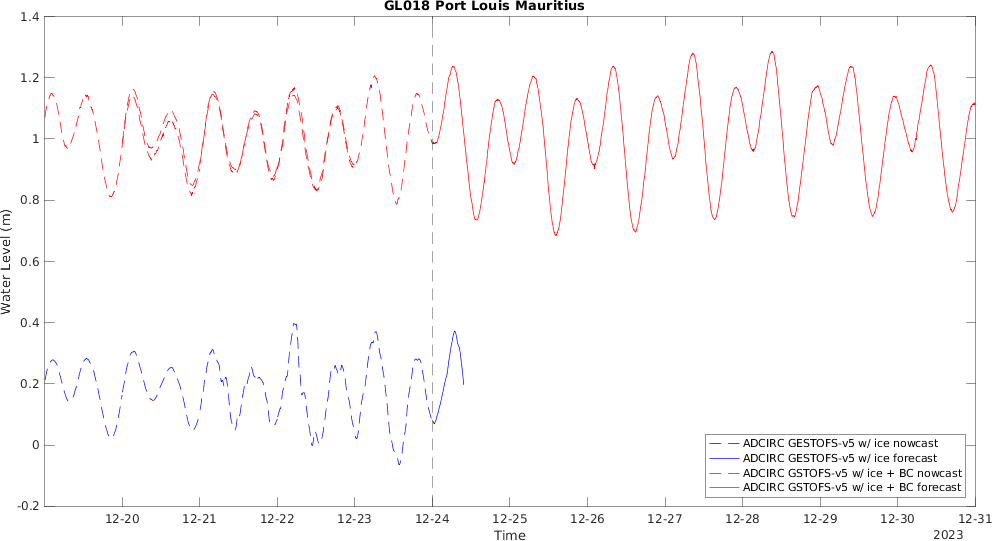 GL018 Port Louis Mauritius
1.4
1.2
1
0.8
0.6
0.4
0.2
0
-0.2
Water Level (m)
12-20 12-21 12-22 12-23 12-24 12-25 12-26 12-27 12-28 12-29 12-30 12-31
Time
2023
ADCIRC GESTOFS-v5 w/ ice nowcast
ADCIRC GESTOFS-v5 w/ ice forecast
ADCIRC GSTOFS-v5 w/ ice + BC nowcast
ADCIRC GSTOFS-v5 w/ ice + BC forecast